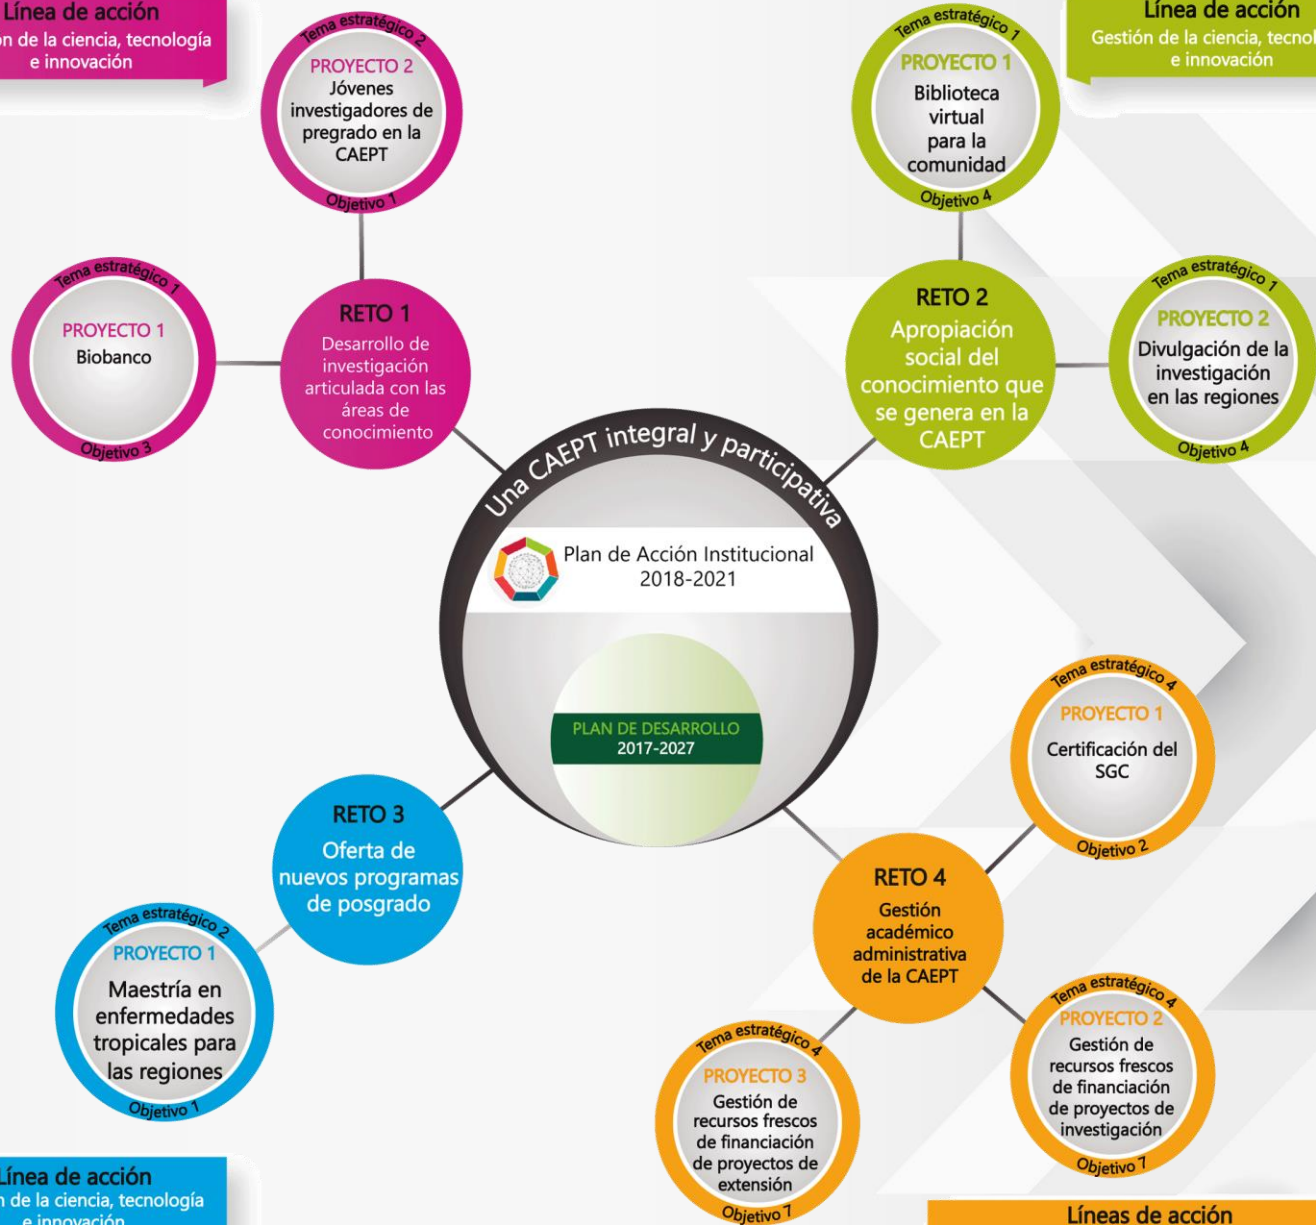 Línea de acción
ón de la ciencia, tecnología
e innovación
Tema estratégico 2
PROYECTO 2
Jóvenes
investigadores de
pregrado en la
CAEPT
Objetivo 1
Tema estratégico 1
PROYECTO 1
Biobanco
Objetivo 3
RETO 1
Desarrollo de
investigación
articulada con las
áreas de
conocimiento
Línea de acción
Gestión de la ciencia, tecnol
e innovación
Tema estratégico 1
PROYECTO 1
Biblioteca
virtual
para la
comunidad
Objetivo 4
RETO 2
Apropiación
social del
conocimiento que
se genera en la
CAEPT
Tema estratégico 1
PROYECTO 2
Divulgación de la
investigación
en las regiones
Objetivo 4
Una CAEPT integral y participativa
Plan de Acción Institucional
2018-2021
PLAN DE DESARROLLO
2017-2027
RETO 3
Oferta de
nuevos programas
de posgrado
Tema estratégico 2
PROYECTO 1
Maestría en
enfermedades
tropicales para
las regiones
Objetivo 1
Línea de acción
n de la ciencia, tecnología
e innovación
RETO 4
Gestión
académico
administrativa
de la CAEPT
Tema estratégico 4
PROYECTO 1
Certificación del
SGC
Objetivo 2
Tema estratégico 4
PROYECTO 2
Gestión de
recursos frescos
de financiación
de proyectos de
investigación
Objetivo 7
Tema estratégico 4
PROYECTO 3
Gestión de
recursos frescos
de financiación
de proyectos de
extensión
Objetivo 7
Líneas de acción